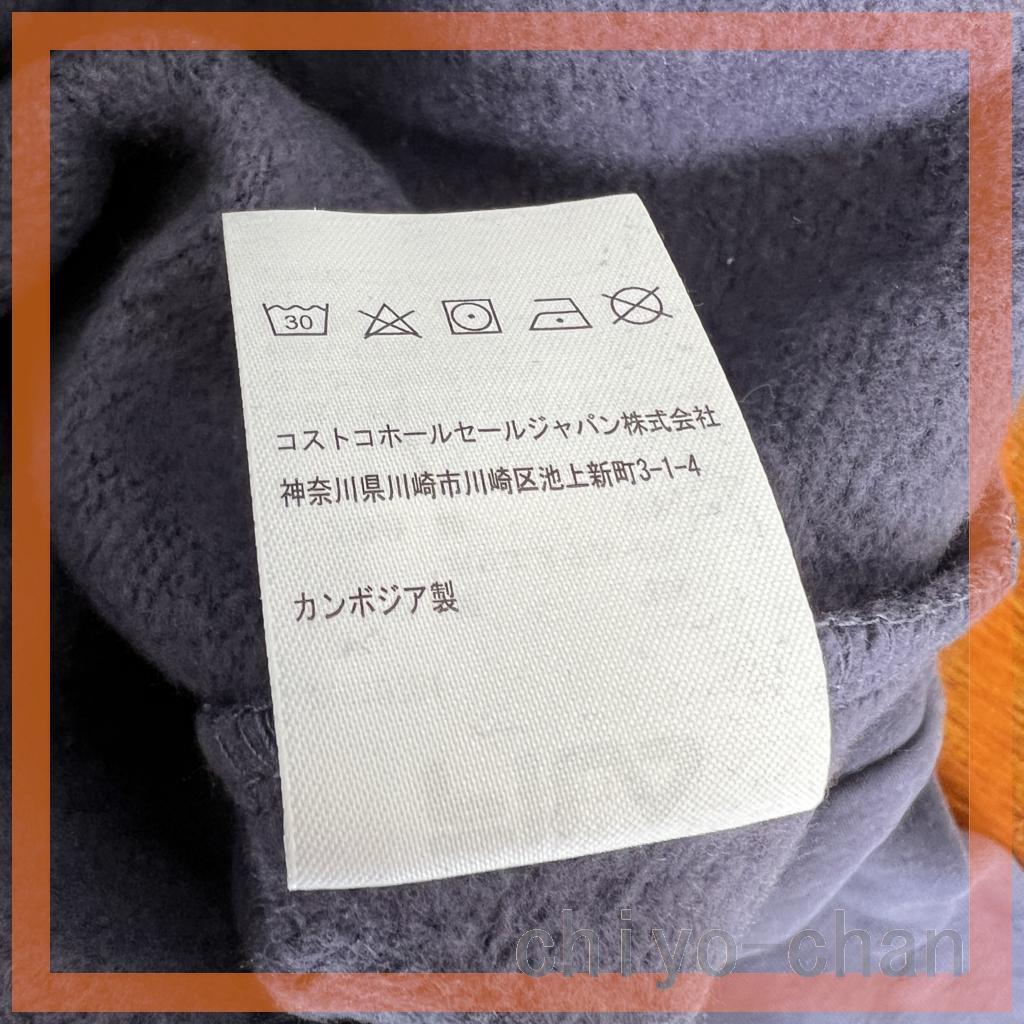 30
コストコホールセールジャパン株式会社
神奈川県川崎市川崎区池上新町3-1-4
カンボジア製
chiyo-chan